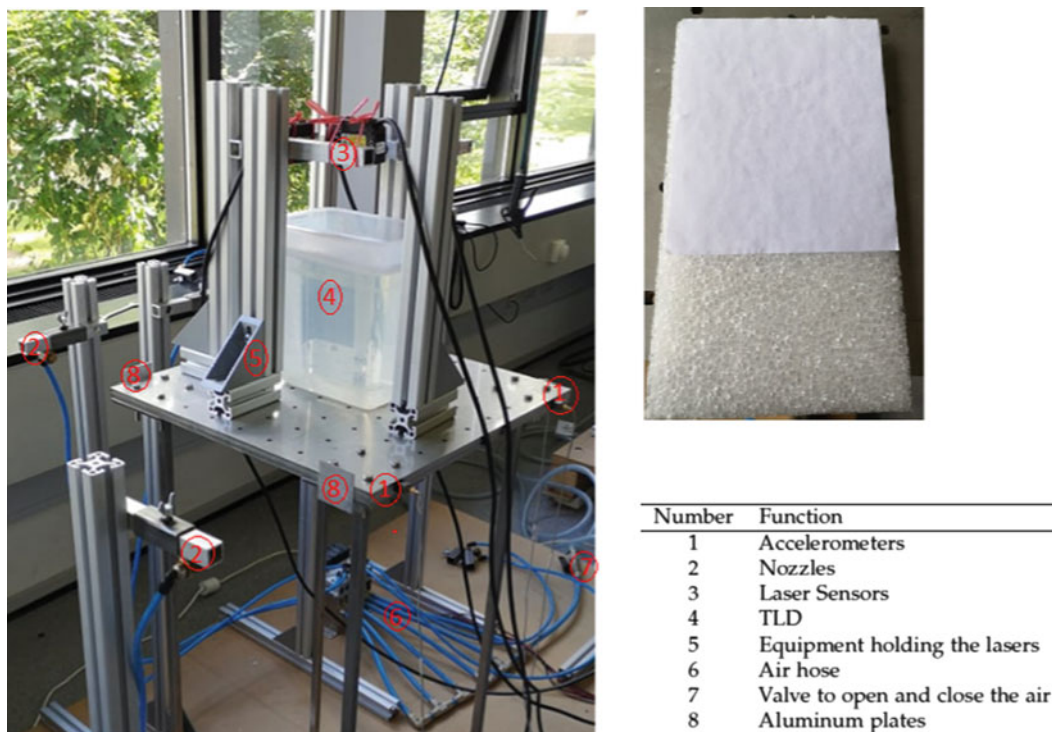 3
4
5
2
8
1
8
1
2
7
6
Number Function
1 Accelerometers
2 Nozzles
3 Laser Sensors
4 TLD
5 Equipment holding the lasers
6 Air hose
7 Valve to open and close the air
8 Aluminum plates